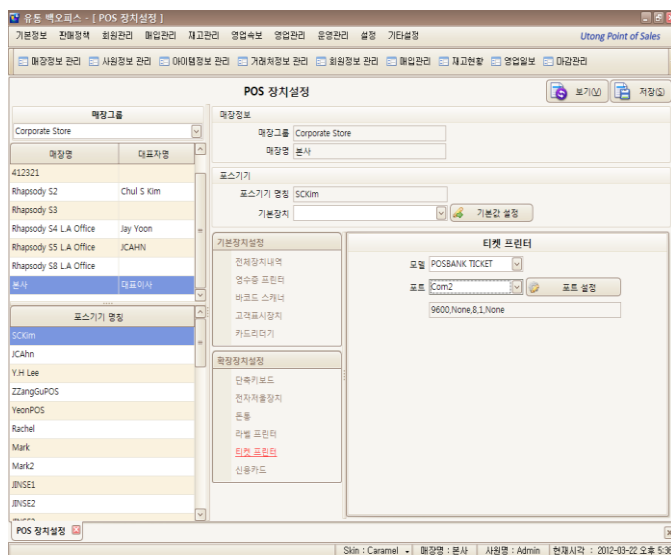 유통 백오피스 - [ POS 장치설정 ]
기본정보 판매정책 회원관리 매입관리 재고관리 영업속보 영업관리 운영관리 설정 기타설정 Utong Point of Sales
매장정보 관리 사원정보 관리 아이템정보 관리 거래처정보 관리 회원정보 관리 매입관리 재고현황 영업일보 마감관리
POS 장치설정 보기(V) 저장(S)
매장그룹
Corporate Store
매장명 대표자명
412321
Rhapsody S2 Chul S Kim
Rhapsody S3
Rhapsody S4 L.A Office Jay Yoon
Rhapsody S5 L.A Office JCAHN
Rhapsody S8 L.A Office
본사 대표이사
포스기기 명칭
SCKim
JCAhn
Y.H Lee
ZZangGuPOS
YeonPOS
Rachel
Mark
Mark2
JINSE1
JINSE2
매장정보
매장그룹 Corporate Store
매장명 본사
포스기기
포스기기 명칭 SCKim
기본장치 기본값 설정
기본장치설정
전체장치내역
영수증 프린터
바코드 스캐너
고객표시장치
카드리더기
확장장치설정
단축키보드
전자저울장치
돈통
라벨 프린터
티켓 프린터
신용카드
티켓 프린터
모델 POSBANK TICKET
포트 Com2 포트 설정
9600,None,8,1,None
POS 장치설정
Skin : Caramel 매장명 : 본사 사원명 : Admin 현재시각 : 2012-03-22 오후